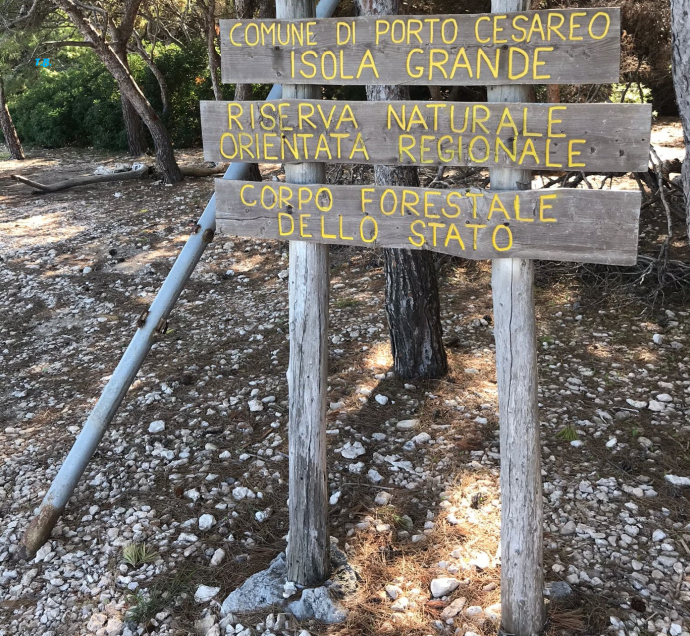 COMUNE DI PORTO CESAREO
ISOLA GRANDE
RISERVA NATURALE
ORIENTATA REGIONALE
CORPO FORESTALE
DELLO STATO